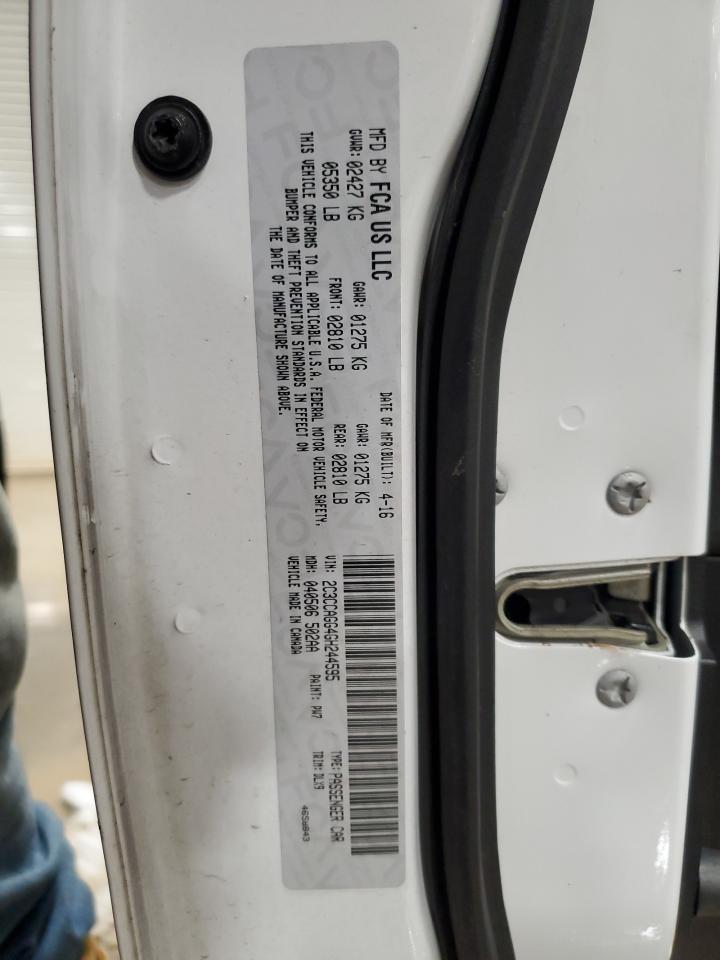 MFD BY FCA US LLC
DATE OF MFR(BUILT): 4-16
GVWR: 02427 KG
GAWR: 01275 KG
GAWR: 01275 KG
05350 LB
FRONT: 02810 LB
REAR: 02810 LB
THIS VEHICLE CONFORMS TO ALL APPLICABLE U.S.A. FEDERAL MOTOR VEHICLE SAFETY,
BUMPER AND THEFT PREVENTION STANDARDS IN EFFECT ON
THE DATE OF MANUFACTURE SHOWN ABOVE.
VIN: 2C3CCAGG4GH244595
TYPE: PASSENGER CAR
MDH: 040506 502AA
PAINT: PW7
TRIM: DLX9
VEHICLE MADE IN CANADA